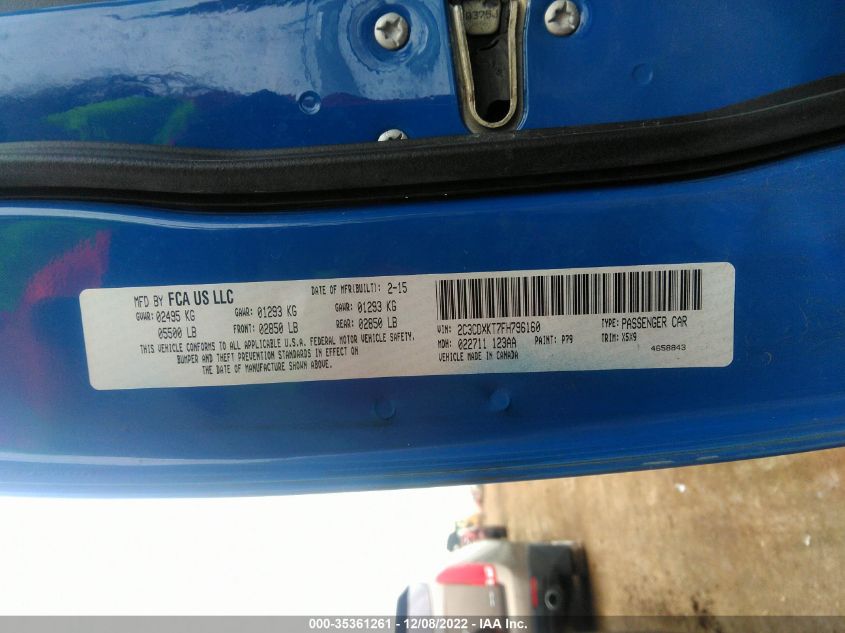 0375J
MFD BY FCA US LLC DATE OF MFR(BUILT): 2-15
GVWR: 02495 KG GAWR: 01293 KG GAWR: 01293 KG
05500 LB FRONT: 02850 LB REAR: 02850 LB
THIS VEHICLE CONFORMS TO ALL APPLICABLE U.S.A. FEDERAL MOTOR VEHICLE SAFETY,
BUMPER AND THEFT PREVENTION STANDARDS IN EFFECT ON
THE DATE OF MANUFACTURE SHOWN ABOVE.
VIN: 2C3CDXKT7FH796160 TYPE: PASSENGER CAR
MDH: 022711 123AA PAINT: P79 TRIM: X5X9
VEHICLE MADE IN CANADA 4658843
000-35361261 - 12/08/2022 - © IAA Inc.